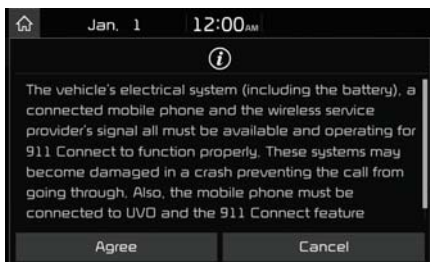 Jan. 1 12:00AM
i
The vehicle's electrical system (including the battery), a
connected mobile phone and the wireless service
provider's signal all must be available and operating for
911 Connect to function properly. These systems may
become damaged in a crash preventing the call from
going through. Also, the mobile phone must be
connected to UVO and the 911 Connect feature
Agree Cancel